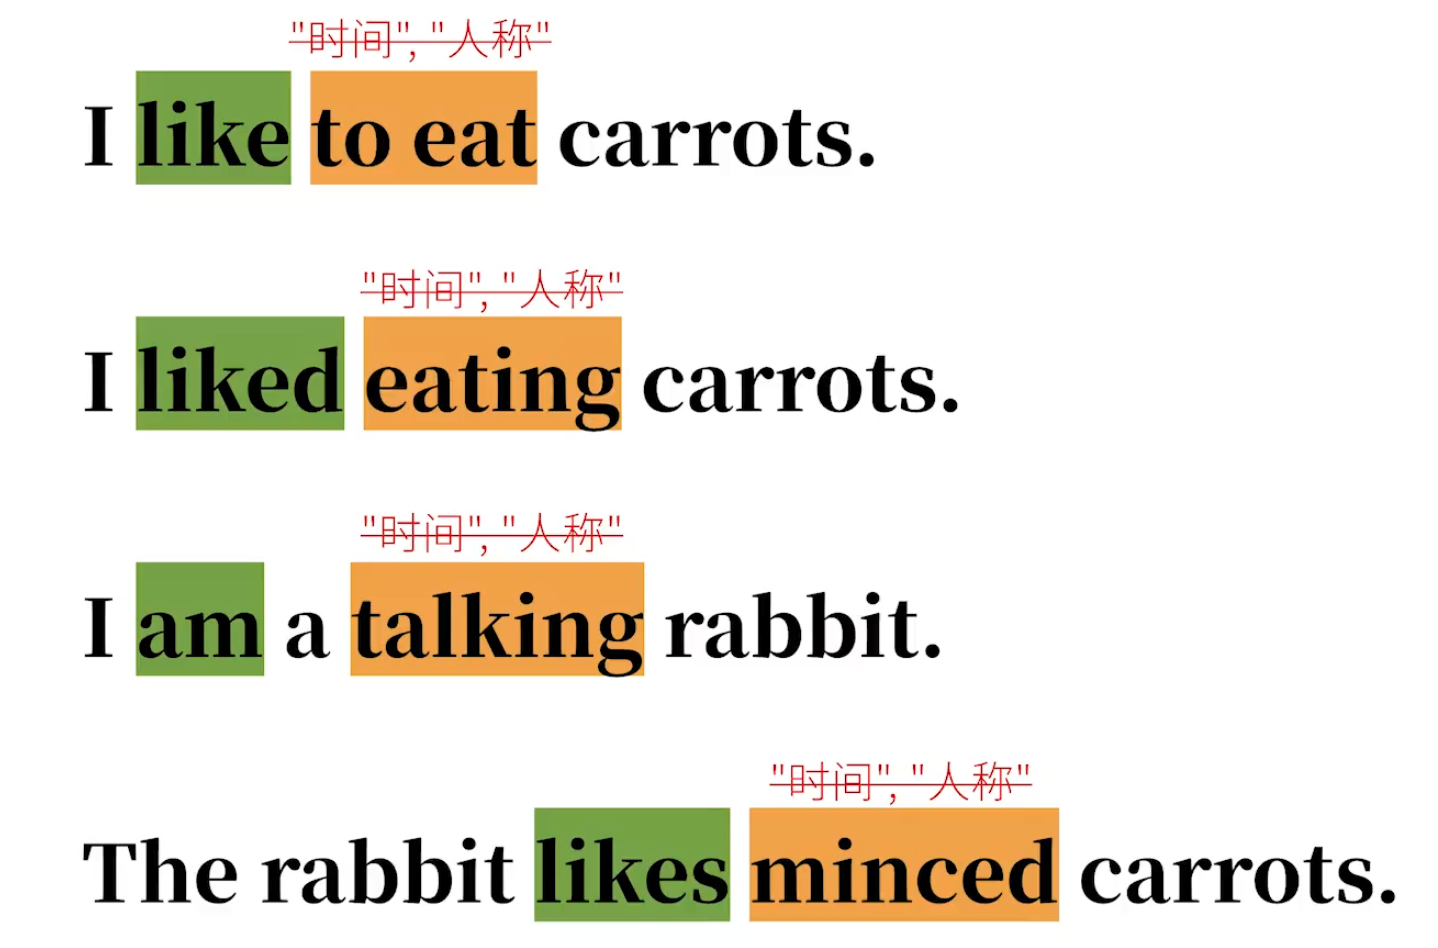 "时间", "人称"
I like to eat carrots.
"时间", "人称"
I liked eating carrots.
"时间", "人称"
I am a talking rabbit.
"时间", "人称"
The rabbit likes minced carrots.